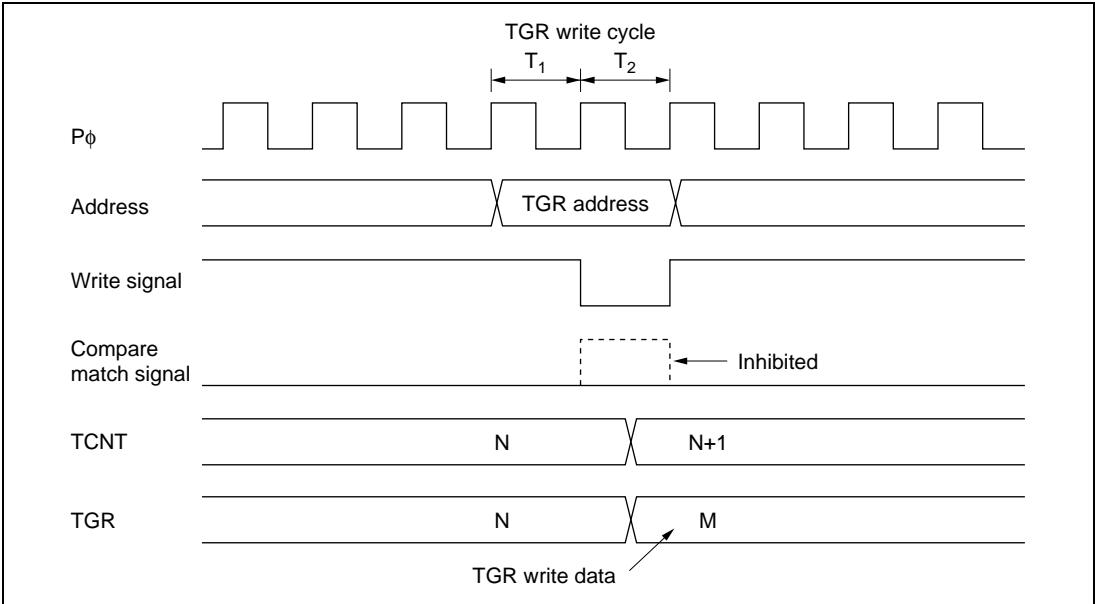 TGR write cycle
T₁ T₂
Pϕ
Address TGR address
Write signal
Compare
match signal Inhibited
TCNT N N+1
TGR N M
TGR write data